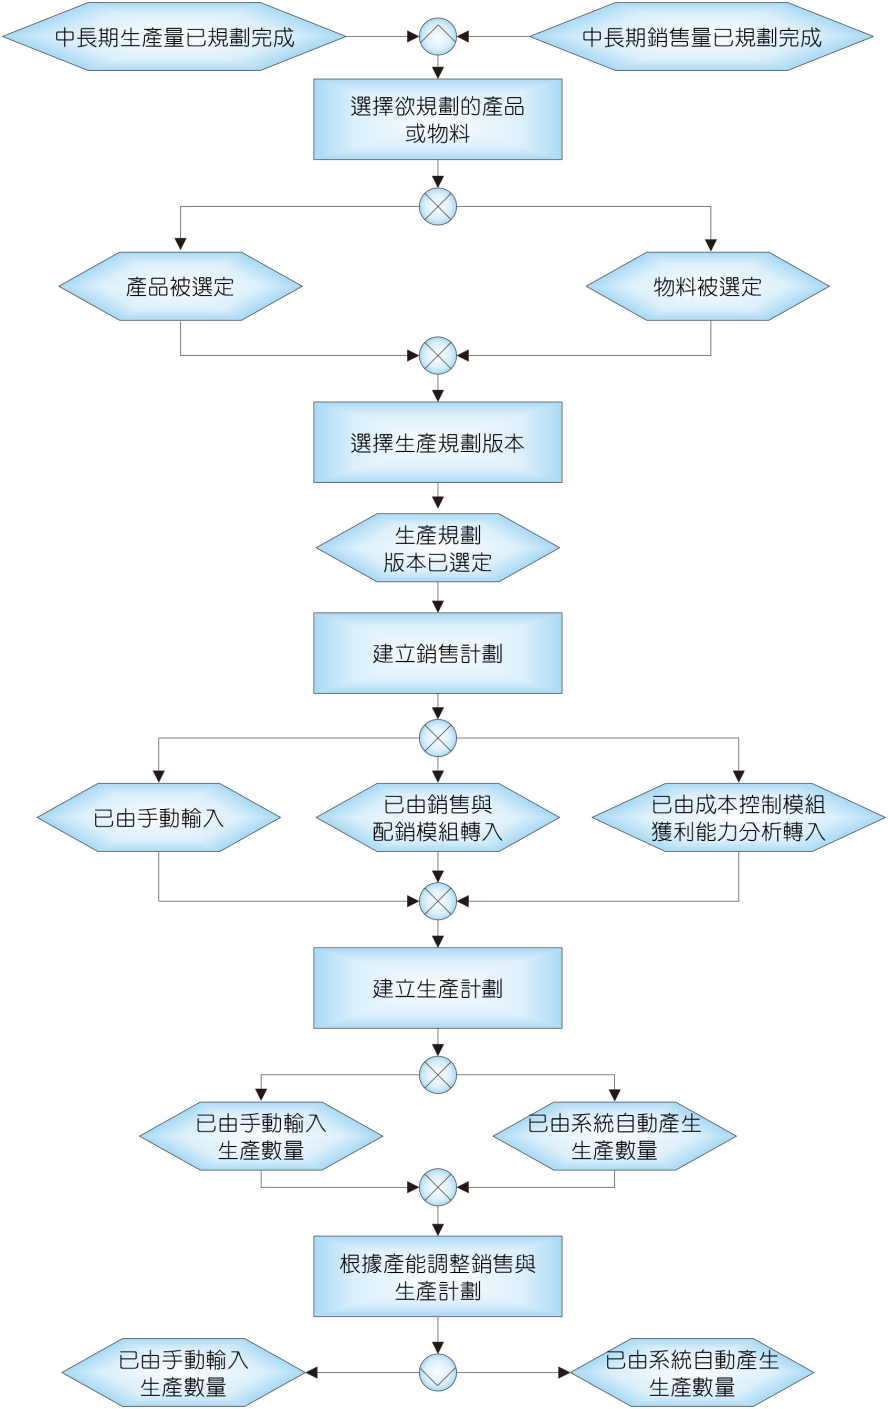 中長期生產量已規劃完成
中長期銷售量已規劃完成
選擇欲規劃的產品
或物料
產品被選定
物料被選定
選擇生產規劃版本
生產規劃
版本已選定
建立銷售計劃
已由手動輸入
已由銷售與
配銷模組轉入
已由成本控制模組
獲利能力分析轉入
建立生產計劃
已由手動輸入
生產數量
已由系統自動產生
生產數量
根據產能調整銷售與
生產計劃
已由手動輸入
生產數量
已由系統自動產生
生產數量